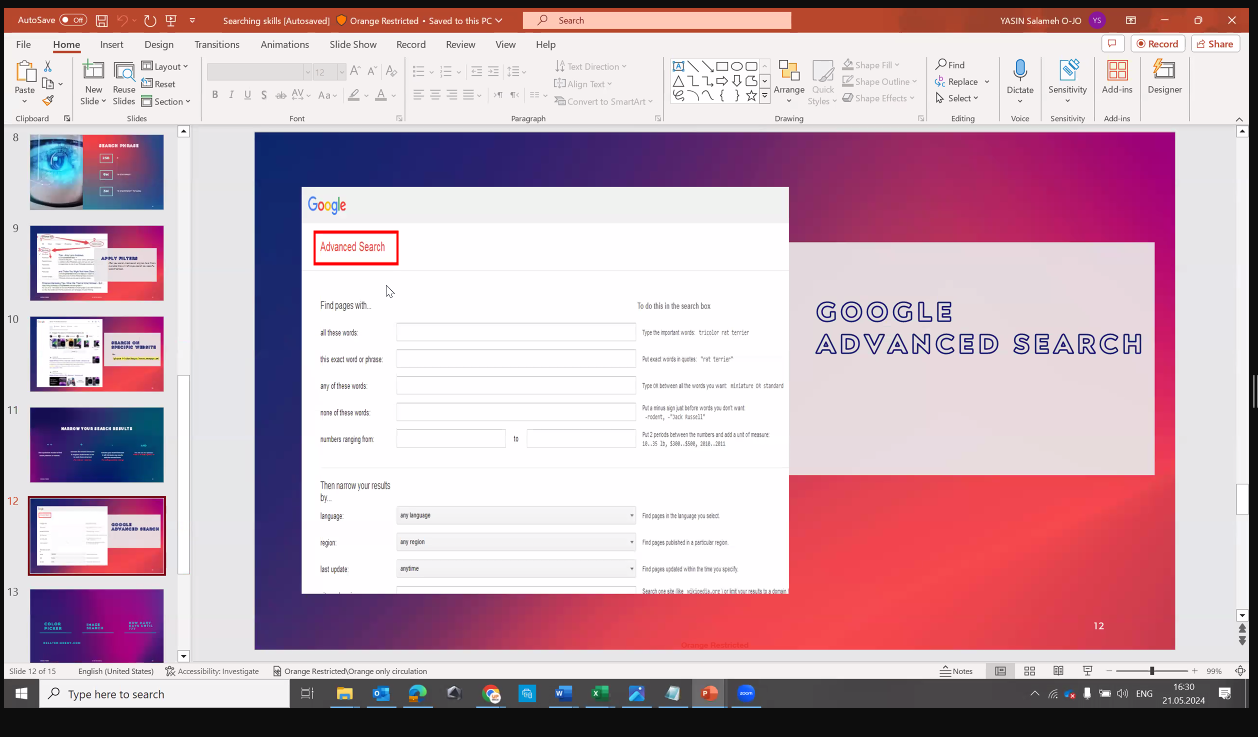 AutoSave Off
Searching skills [Autosaved] Orange Restricted • Saved to this PC
Search
YASIN Salameh O-JO YS
File Home Insert Design Transitions Animations Slide Show Record Review View Help
Record Share
Paste
New Slide
Reuse Slides
Layout
Reset
Section
12
Text Direction
Align Text
Convert to SmartArt
Arrange
Quick Styles
Shape Fill
Shape Outline
Shape Effects
Find
Replace
Select
Dictate
Sensitivity
Add-ins
Designer
Clipboard Slides Font Paragraph Drawing Editing Voice Sensitivity Add-ins
8
SEARCH PHRASE
9
APPLY FILTERS
10
SEARCH ON SPECIFIC WEBSITE
11
NARROW YOUR SEARCH RESULTS
12
GOOGLE
ADVANCED SEARCH
13
COLOR PICKER
Google
Advanced Search
Find pages with...
To do this in the search box
all these words:
Type the important words: tricolor rat terrier
this exact word or phrase:
Put exact words in quotes: "rat terrier"
any of these words:
Type OR between all the words you want: miniature OR standard
none of these words:
Put a minus sign just before words you don't want:
-rodent, -"Jack Russell"
numbers ranging from:
to
Put 2 periods between the numbers and add a unit of measure:
10..35 lb, $300..$500, 2010..2011
Then narrow your results
by...
language:
any language
Find pages in the language you select.
region:
any region
Find pages published in a particular region.
last update:
anytime
Find pages updated within the time you specify.
Search one site (like wikipedia.org ) or limit your results to a domain
GOOGLE
ADVANCED SEARCH
12
Orange Restricted
Slide 12 of 15 English (United States) Accessibility: Investigate Orange Restricted\Orange only circulation
Notes
99%
Type here to search
zoom
ENG
16:30
21.05.2024